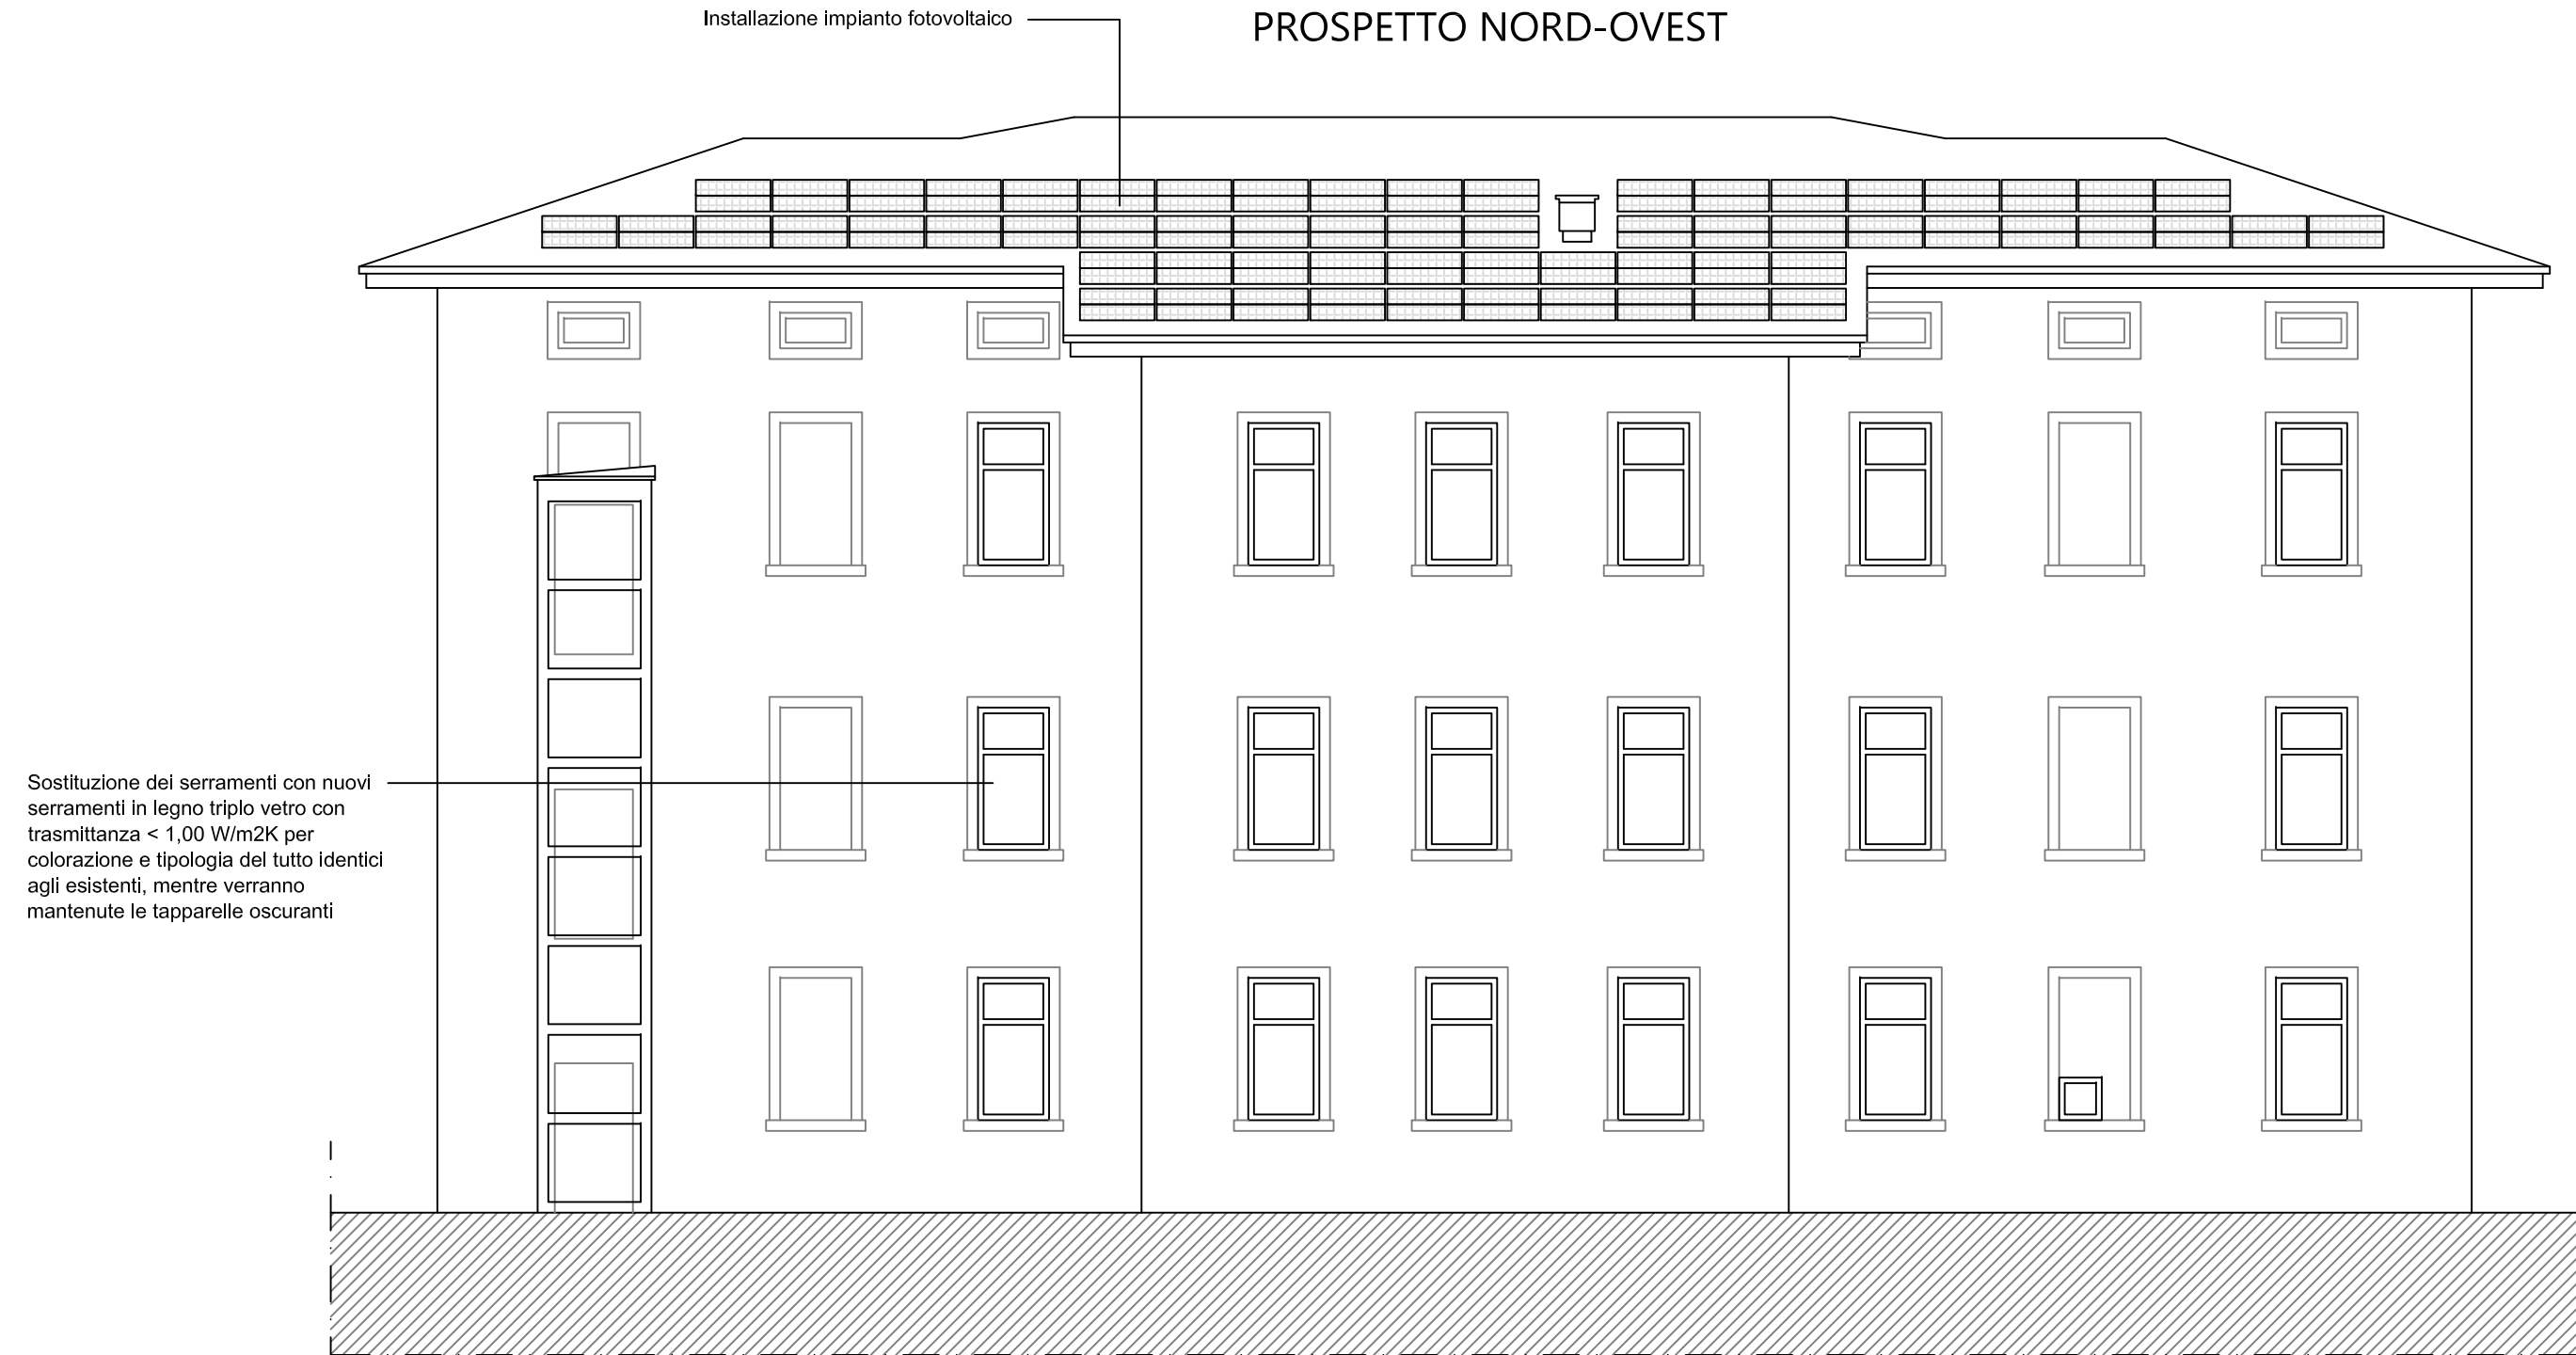 Installazione impianto fotovoltaico
PROSPETTO NORD-OVEST
Sostituzione dei serramenti con nuovi
serramenti in legno triplo vetro con
trasmittanza < 1,00 W/m2K per
colorazione e tipologia del tutto identici
agli esistenti, mentre verranno
mantenute le tapparelle oscuranti